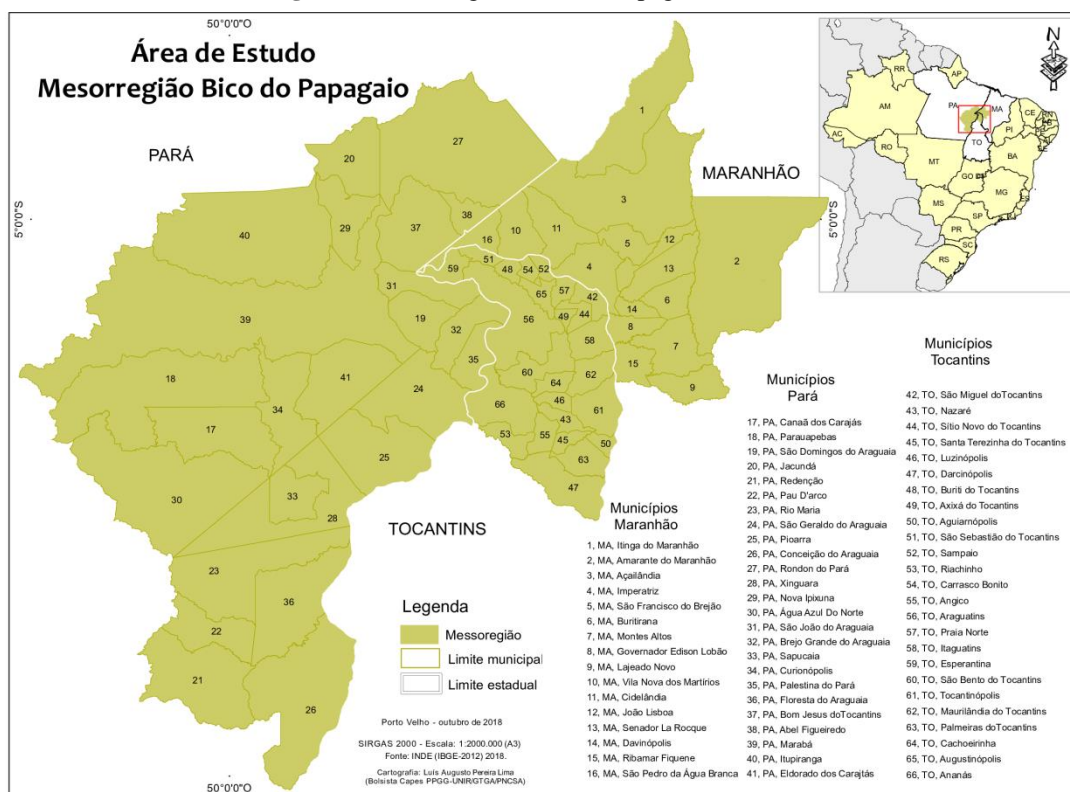 50°0'0"O
Área de Estudo
Mesorregião Bico do Papagaio
PARÁ
MARANHÃO
TOCANTINS
5°0'0"S
5°0'0"S
1
27
20
3
38
40
29
37
10
11
16
5
12
2
51
59
48
54
52
4
13
31
65
57
42
6
39
19
56
49
44
14
32
8
58
7
35
15
18
41
60
62
9
24
64
34
66
46
61
17
43
53
55
45
50
25
63
30
33
47
28
23
36
22
21
26
N
RR
AP
AM
PA
MA
CE
RN
PI
AC
TO
RO
BA
MT
GO
MG
ES
MS
SP
PR
SC
RS
Legenda
Messoregião
Limite municipal
Limite estadual
Porto Velho - outubro de 2018
SIRGAS 2000 - Escala: 1:2000.000 (A3)
Fonte: INDE (IBGE-2012) 2018.
Cartografia: Luís Augusto Pereira Lima
(Bolsista Capes PPGG-UNIR/GTGA/PNCSA)
50°0'0"O
Municípios
Maranhão
1, MA, Itinga do Maranhão
2, MA, Amarante do Maranhão
3, MA, Açailândia
4, MA, Imperatriz
5, MA, São Francisco do Brejão
6, MA, Buritirana
7, MA, Montes Altos
8, MA, Governador Edison Lobão
9, MA, Lajeado Novo
10, MA, Vila Nova dos Martírios
11, MA, Cidelândia
12, MA, João Lisboa
13, MA, Senador La Rocque
14, MA, Davinópolis
15, MA, Ribamar Fiquene
16, MA, São Pedro da Água Branca
Municípios
Pará
17, PA, Canaã dos Carajás
18, PA, Parauapebas
19, PA, São Domingos do Araguaia
20, PA, Jacundá
21, PA, Redenção
22, PA, Pau D'arco
23, PA, Rio Maria
24, PA, São Geraldo do Araguaia
25, PA, Pioarra
26, PA, Conceição do Araguaia
27, PA, Rondon do Pará
28, PA, Xinguara
29, PA, Nova Ipixuna
30, PA, Água Azul Do Norte
31, PA, São João do Araguaia
32, PA, Brejo Grande do Araguaia
33, PA, Sapucaia
34, PA, Curionópolis
35, PA, Palestina do Pará
36, PA, Floresta do Araguaia
37, PA, Bom Jesus doTocantins
38, PA, Abel Figueiredo
39, PA, Marabá
40, PA, Itupiranga
41, PA, Eldorado dos Carajtás
Municípios
Tocantins
42, TO, São Miguel doTocantins
43, TO, Nazaré
44, TO, Sítio Novo do Tocantins
45, TO, Santa Terezinha do Tocantins
46, TO, Luzinópolis
47, TO, Darcinópolis
48, TO, Buriti do Tocantins
49, TO, Axixá do Tocantins
50, TO, Aguiarnópolis
51, TO, São Sebastião do Tocantins
52, TO, Sampaio
53, TO, Riachinho
54, TO, Carrasco Bonito
55, TO, Angico
56, TO, Araguatins
57, TO, Praia Norte
58, TO, Itaguatins
59, TO, Esperantina
60, TO, São Bento do Tocantins
61, TO, Tocantinópolis
62, TO, Maurilândia do Tocantins
63, TO, Palmeiras doTocantins
64, TO, Cachoeirinha
65, TO, Augustinópolis
66, TO, Ananás